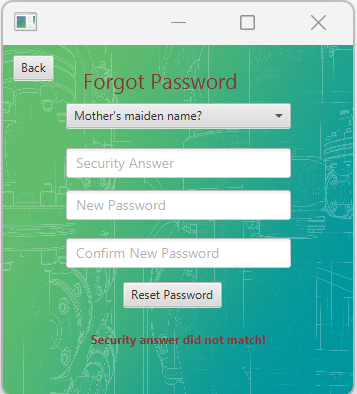 Back
Forgot Password
Mother's maiden name?
Security Answer
New Password
Confirm New Password
Reset Password
Security answer did not match!